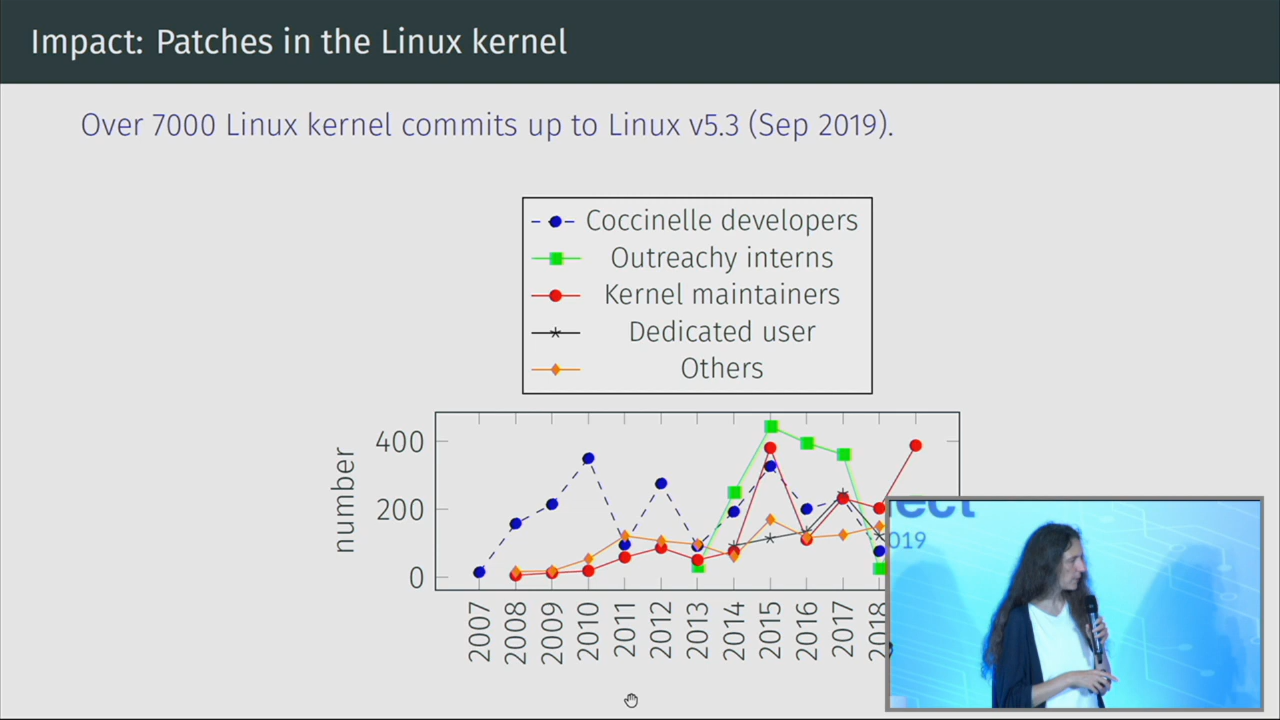 Impact: Patches in the Linux kernel
Over 7000 Linux kernel commits up to Linux v5.3 (Sep 2019).
Coccinelle developers
Outreachy interns
Kernel maintainers
Dedicated user
Others
number
400
200
0
2007
2008
2009
2010
2011
2012
2013
2014
2015
2016
2017
2018
2019